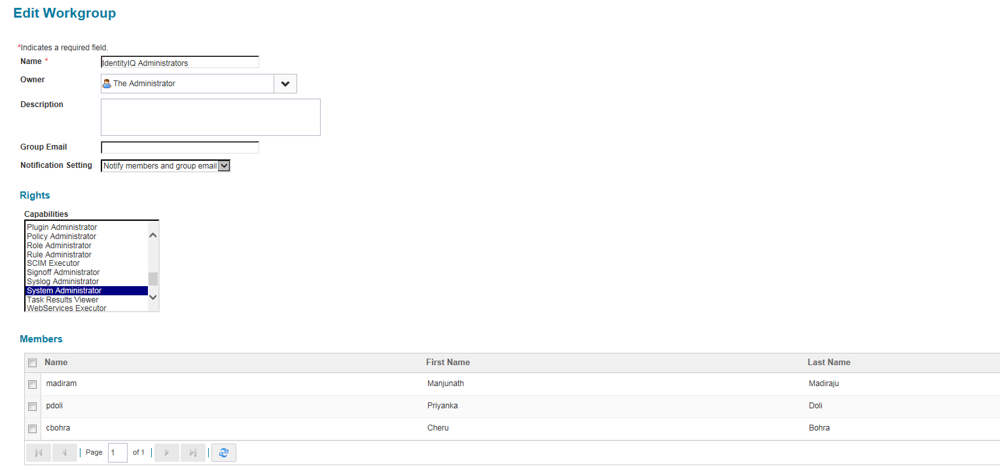 Edit Workgroup
*Indicates a required field.
Name * IdentityIQ Administrators
Owner The Administrator
Description
Group Email
Notification Setting Notify members and group email
Rights
Capabilities
Plugin Administrator
Policy Administrator
Role Administrator
Rule Administrator
SCIM Executor
Signoff Administrator
Syslog Administrator
System Administrator
Task Results Viewer
WebServices Executor
Members
Name First Name Last Name
madiram Manjunath Madiraju
pdoli Priyanka Doli
cbohra Cheru Bohra
Page 1 of 1